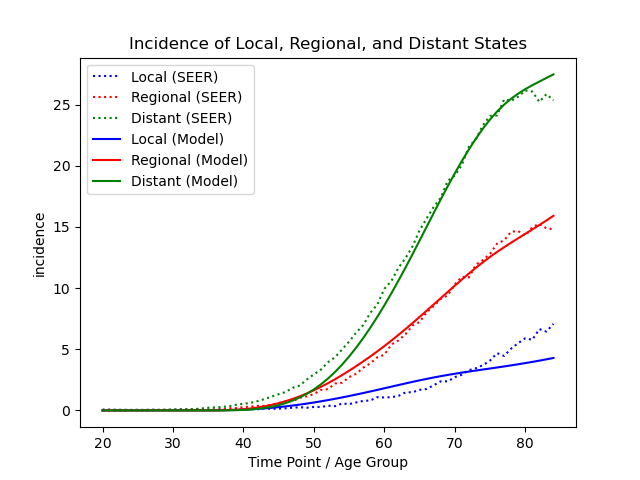 Incidence of Local, Regional, and Distant States
Local (SEER)
Regional (SEER)
Distant (SEER)
Local (Model)
Regional (Model)
Distant (Model)
incidence
25
20
15
10
5
0
20 30 40 50 60 70 80
Time Point / Age Group